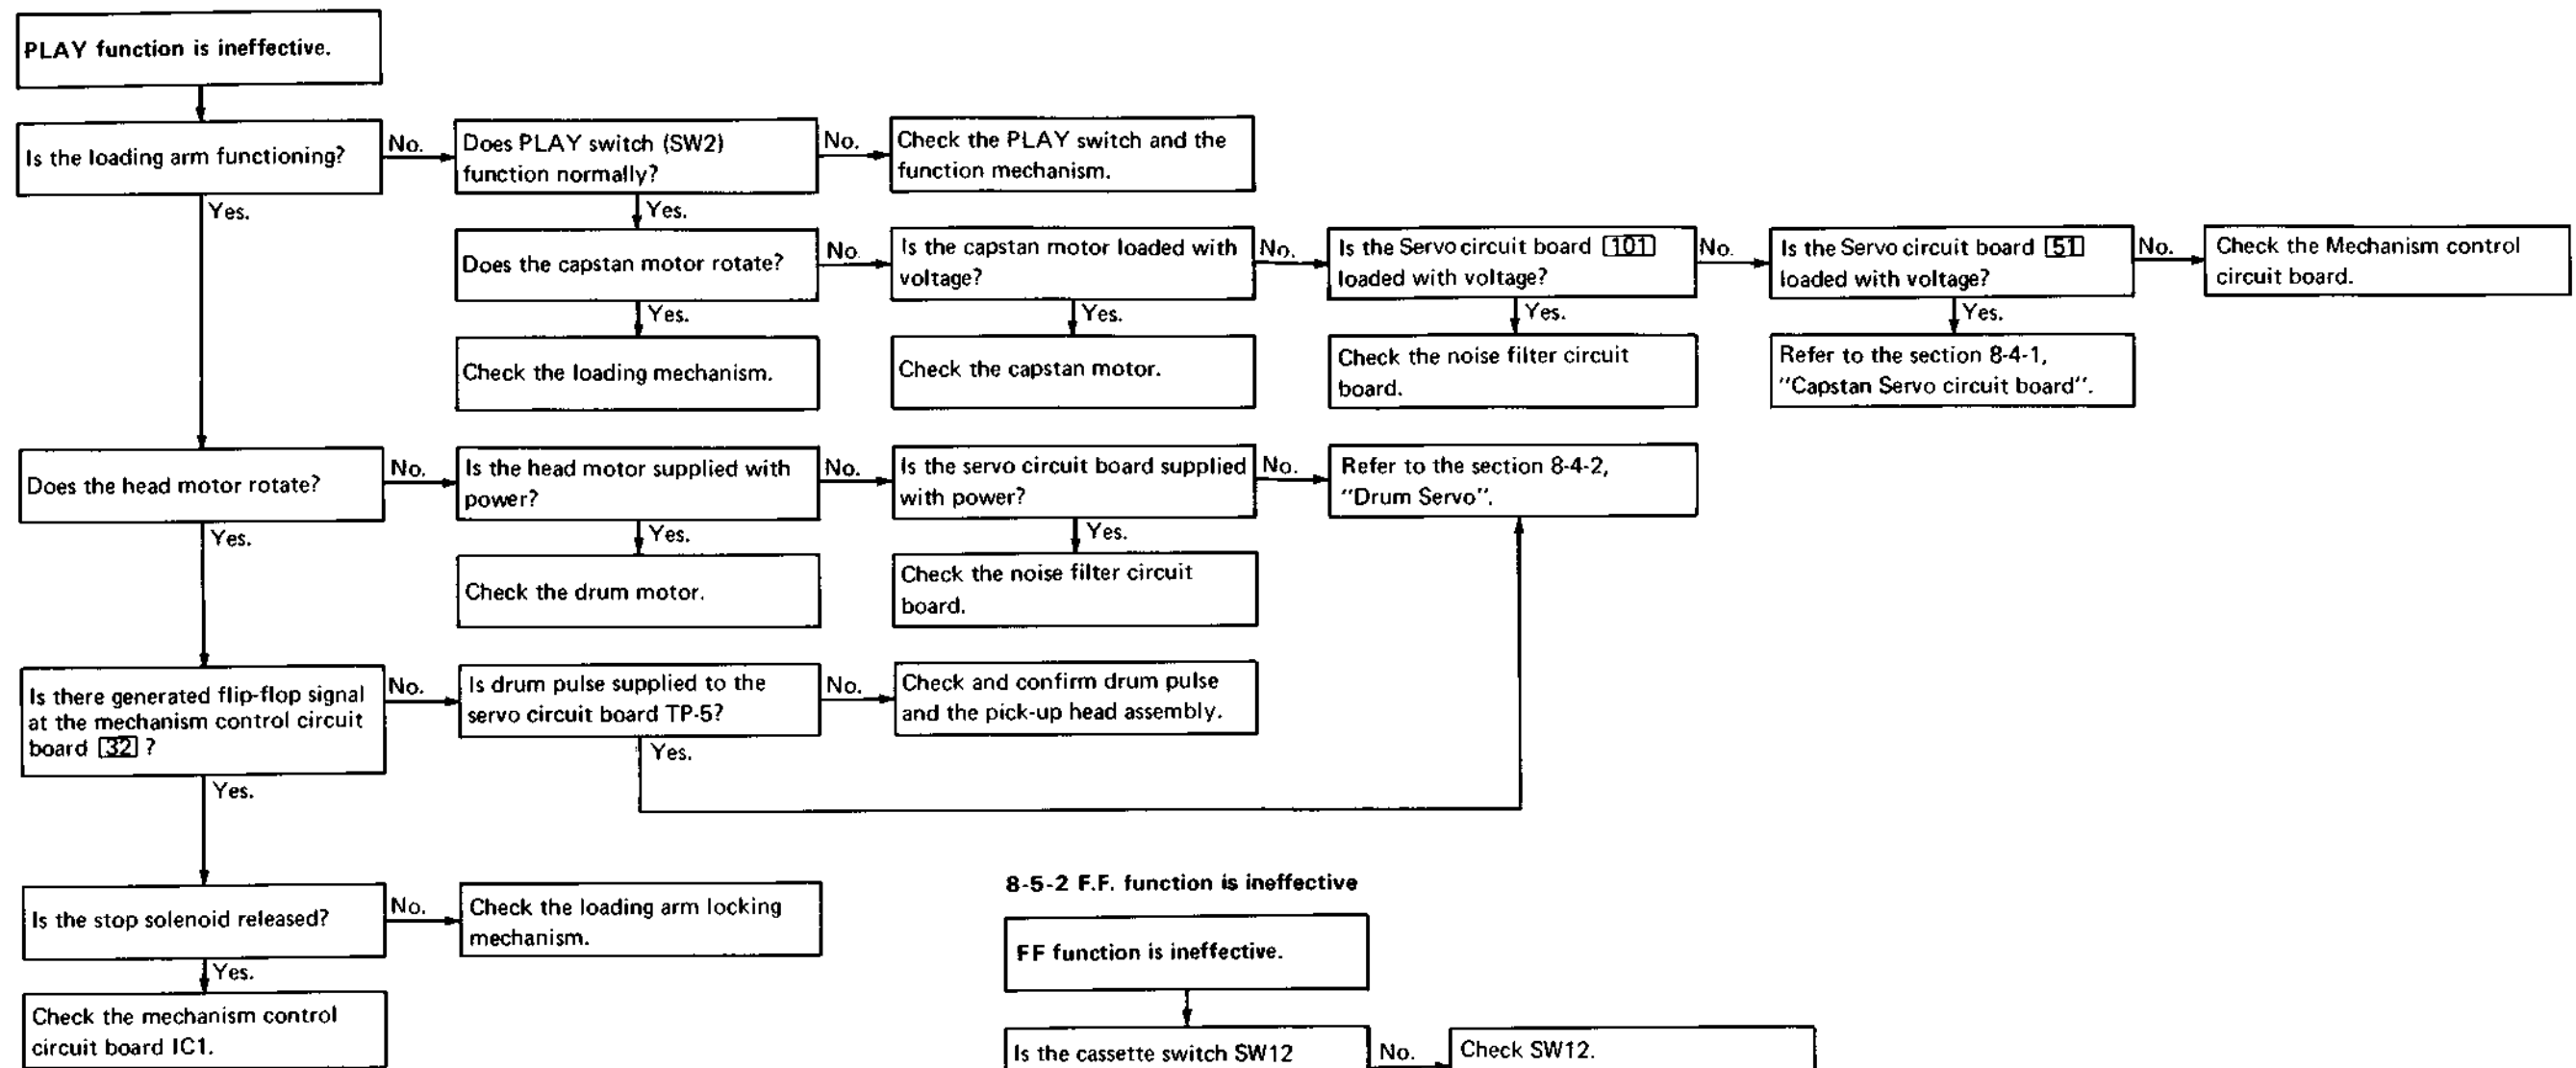 PLAY function is ineffective.
Is the loading arm functioning?
No.
Does PLAY switch (SW2)
function normally?
No.
Check the PLAY switch and the
function mechanism.
Yes.
Yes.
Does the capstan motor rotate?
No.
Is the capstan motor loaded with
voltage?
No.
Is the Servo circuit board 101
loaded with voltage?
No.
Is the Servo circuit board 51
loaded with voltage?
No.
Check the Mechanism control
circuit board.
Yes.
Yes.
Yes.
Yes.
Check the loading mechanism.
Check the capstan motor.
Check the noise filter circuit
board.
Refer to the section 8-4-1,
"Capstan Servo circuit board".
Does the head motor rotate?
No.
Is the head motor supplied with
power?
No.
Is the servo circuit board supplied
with power?
No.
Refer to the section 8-4-2,
"Drum Servo".
Yes.
Yes.
Yes.
Check the drum motor.
Check the noise filter circuit
board.
Is there generated flip-flop signal
at the mechanism control circuit
board 32 ?
No.
Is drum pulse supplied to the
servo circuit board TP-5?
No.
Check and confirm drum pulse
and the pick-up head assembly.
Yes.
Yes.
Is the stop solenoid released?
No.
Check the loading arm locking
mechanism.
Yes.
Check the mechanism control
circuit board IC1.
8-5-2 F.F. function is ineffective
FF function is ineffective.
Is the cassette switch SW12
No.
Check SW12.